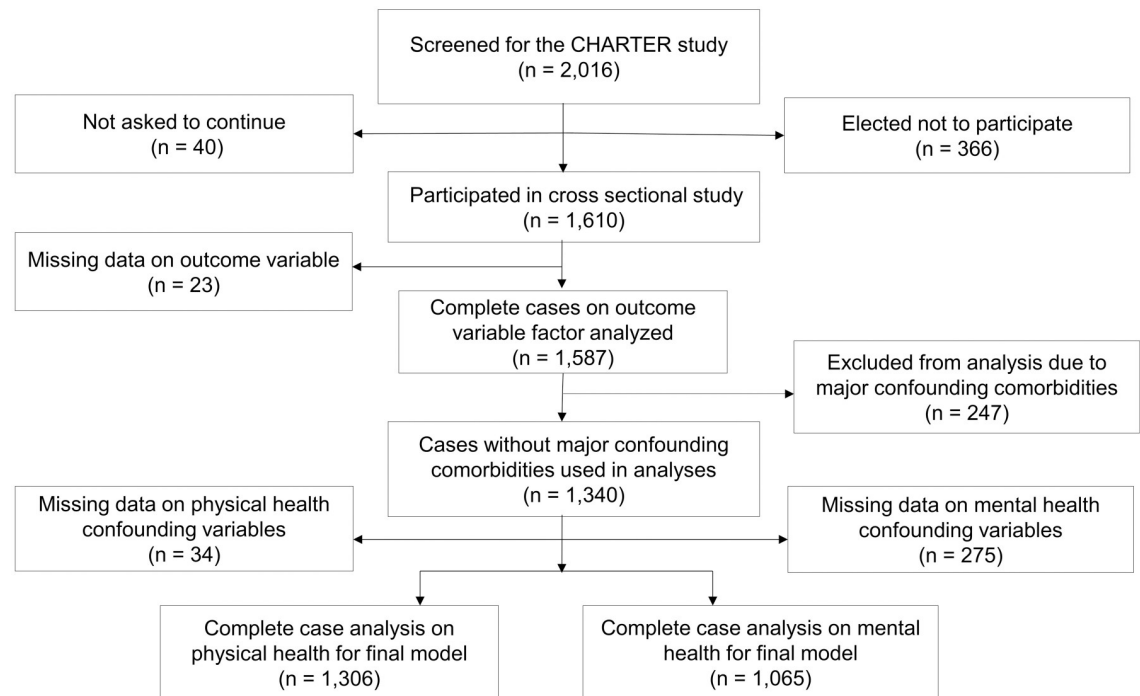 Screened for the CHARTER study
(n = 2,016)
Not asked to continue
(n = 40)
Elected not to participate
(n = 366)
Participated in cross sectional study
(n = 1,610)
Missing data on outcome variable
(n = 23)
Complete cases on outcome
variable factor analyzed
(n = 1,587)
Excluded from analysis due to
major confounding comorbidities
(n = 247)
Cases without major confounding
comorbidities used in analyses
(n = 1,340)
Missing data on physical health
confounding variables
(n = 34)
Missing data on mental health
confounding variables
(n = 275)
Complete case analysis on
physical health for final model
(n = 1,306)
Complete case analysis on mental
health for final model
(n = 1,065)